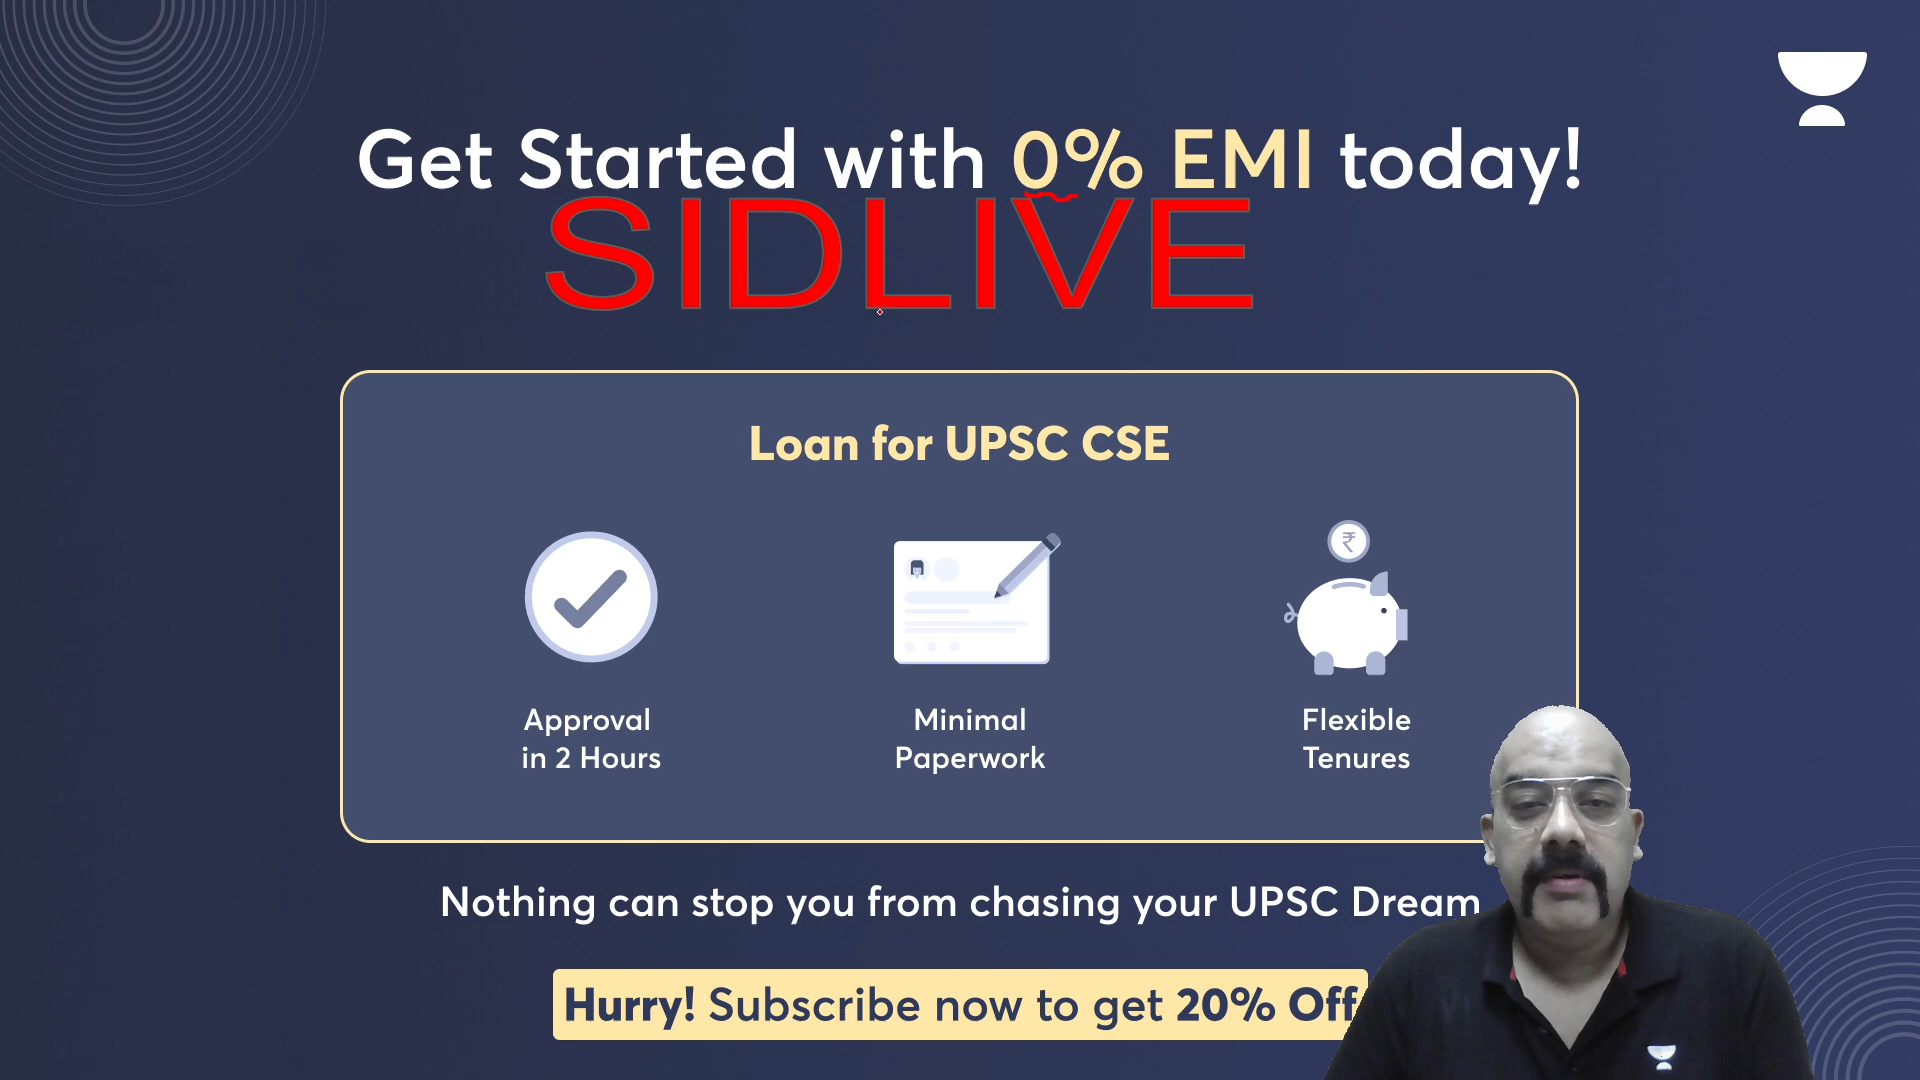 Get Started with 0% EMI today!
SIDLIVE
Loan for UPSC CSE
₹
Approval
in 2 Hours
Minimal
Paperwork
Flexible
Tenures
Nothing can stop you from chasing your UPSC Dream
Hurry! Subscribe now to get 20% Off